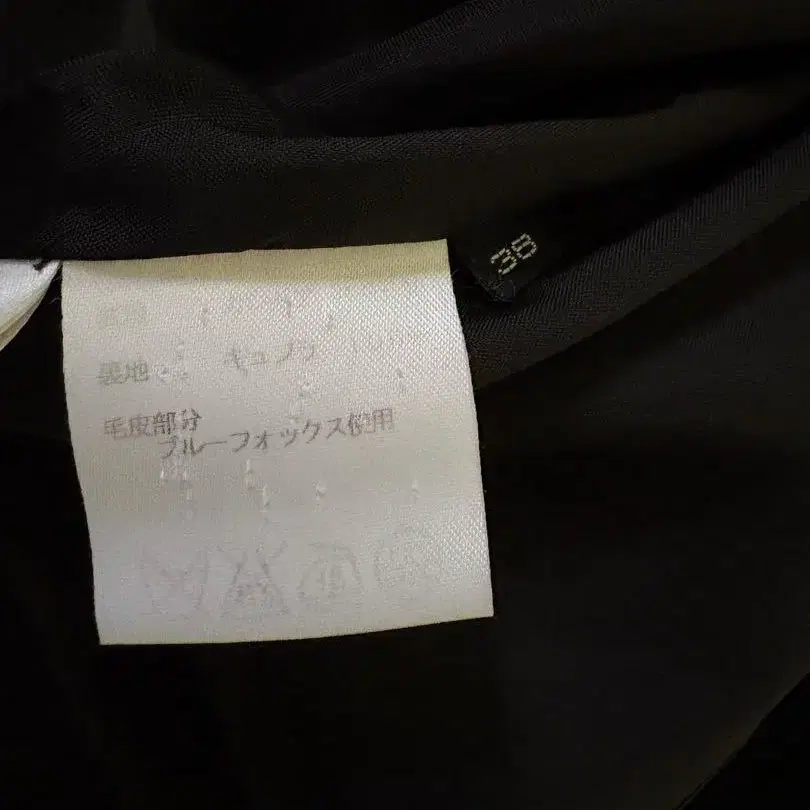 38
裏地 キュプラ 100%
毛皮部分
ブルーフォックス使用